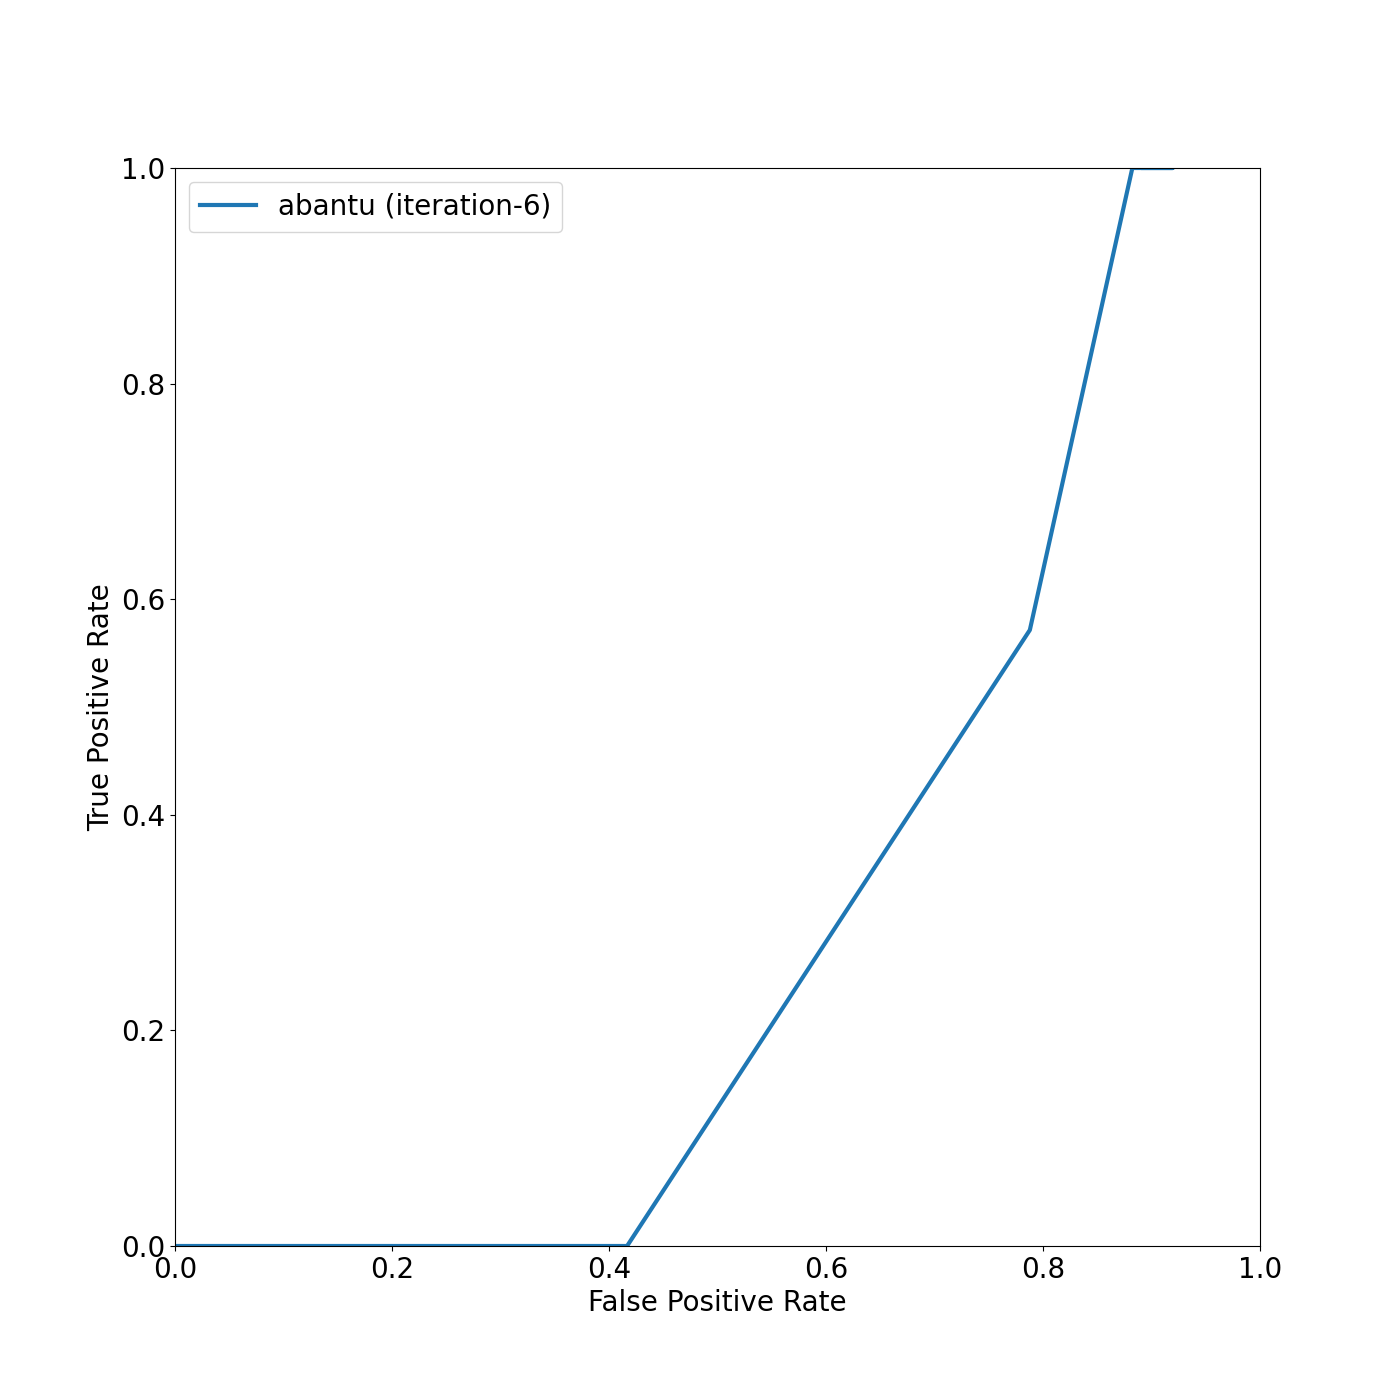 abantu (iteration-6)
True Positive Rate
1.0
0.8
0.6
0.4
0.2
0.0
0.0 0.2 0.4 0.6 0.8 1.0
False Positive Rate